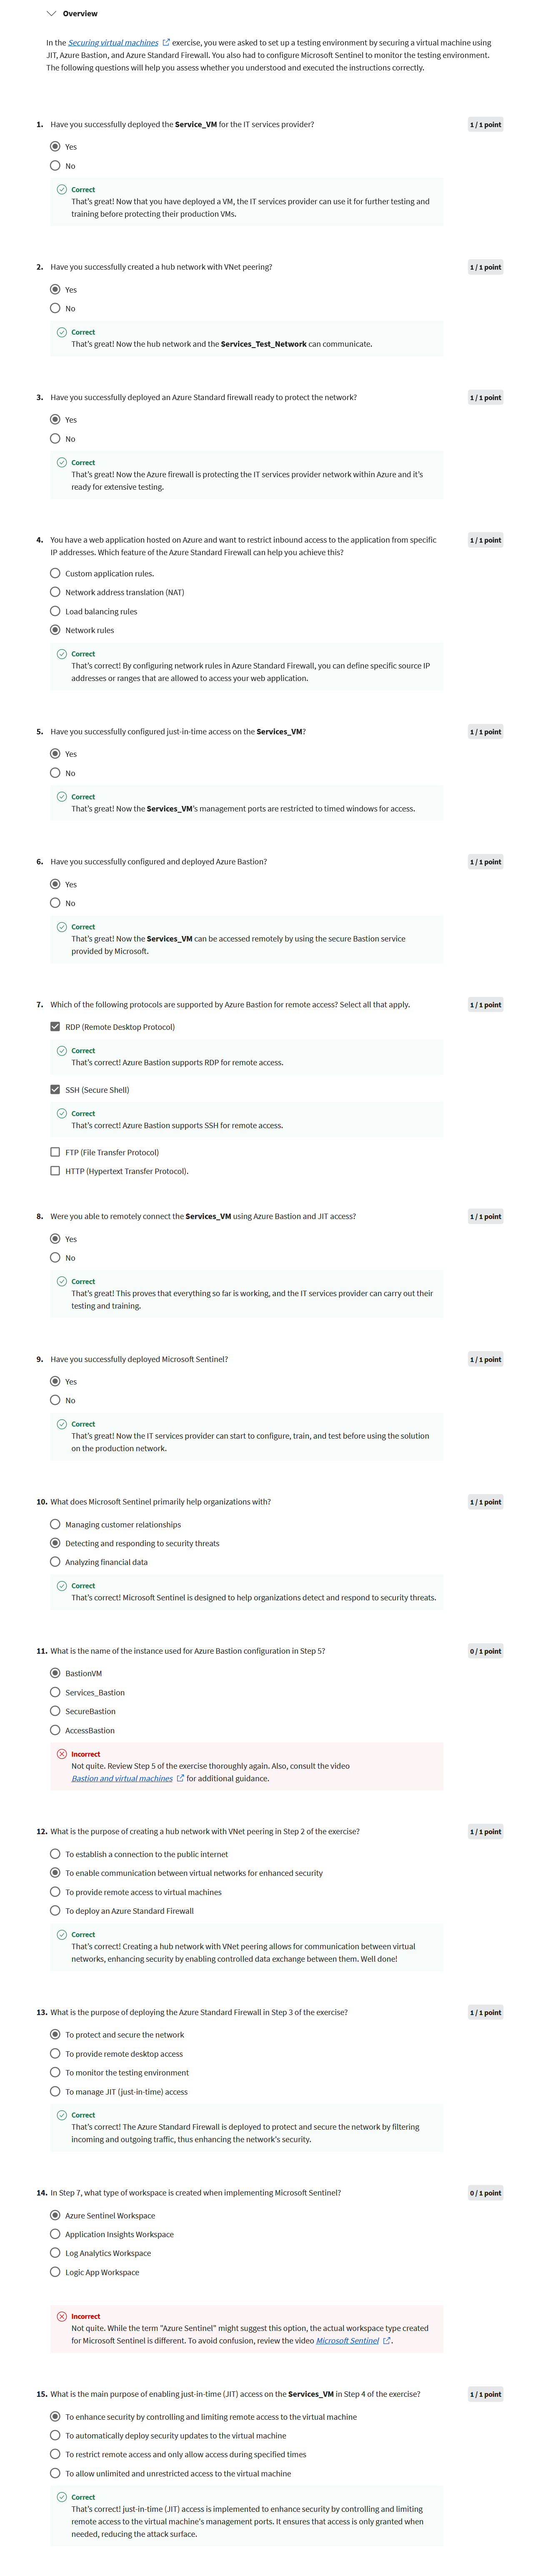 Overview
In the Securing virtual machines exercise, you were asked to set up a testing environment by securing a virtual machine using
JIT, Azure Bastion, and Azure Standard Firewall. You also had to configure Microsoft Sentinel to monitor the testing environment.
The following questions will help you assess whether you understood and executed the instructions correctly.
1. Have you successfully deployed the Service_VM for the IT services provider?
1 / 1 point
Yes
No
Correct
That's great! Now that you have deployed a VM, the IT services provider can use it for further testing and
training before protecting their production VMs.
2. Have you successfully created a hub network with VNet peering?
1 / 1 point
Yes
No
Correct
That's great! Now the hub network and the Services_Test_Network can communicate.
3. Have you successfully deployed an Azure Standard firewall ready to protect the network?
1 / 1 point
Yes
No
Correct
That's great! Now the Azure firewall is protecting the IT services provider network within Azure and it's
ready for extensive testing.
4. You have a web application hosted on Azure and want to restrict inbound access to the application from specific
IP addresses. Which feature of the Azure Standard Firewall can help you achieve this?
1 / 1 point
Custom application rules.
Network address translation (NAT)
Load balancing rules
Network rules
Correct
That's correct! By configuring network rules in Azure Standard Firewall, you can define specific source IP
addresses or ranges that are allowed to access your web application.
5. Have you successfully configured just-in-time access on the Services_VM?
1 / 1 point
Yes
No
Correct
That's great! Now the Services_VM's management ports are restricted to timed windows for access.
6. Have you successfully configured and deployed Azure Bastion?
1 / 1 point
Yes
No
Correct
That's great! Now the Services_VM can be accessed remotely by using the secure Bastion service
provided by Microsoft.
7. Which of the following protocols are supported by Azure Bastion for remote access? Select all that apply.
1 / 1 point
RDP (Remote Desktop Protocol)
Correct
That's correct! Azure Bastion supports RDP for remote access.
SSH (Secure Shell)
Correct
That's correct! Azure Bastion supports SSH for remote access.
FTP (File Transfer Protocol)
HTTP (Hypertext Transfer Protocol).
8. Were you able to remotely connect the Services_VM using Azure Bastion and JIT access?
1 / 1 point
Yes
No
Correct
That's great! This proves that everything so far is working, and the IT services provider can carry out their
testing and training.
9. Have you successfully deployed Microsoft Sentinel?
1 / 1 point
Yes
No
Correct
That's great! Now the IT services provider can start to configure, train, and test before using the solution
on the production network.
10. What does Microsoft Sentinel primarily help organizations with?
1 / 1 point
Managing customer relationships
Detecting and responding to security threats
Analyzing financial data
Correct
That's correct! Microsoft Sentinel is designed to help organizations detect and respond to security threats.
11. What is the name of the instance used for Azure Bastion configuration in Step 5?
0 / 1 point
BastionVM
Services_Bastion
SecureBastion
AccessBastion
Incorrect
Not quite. Review Step 5 of the exercise thoroughly again. Also, consult the video
Bastion and virtual machines for additional guidance.
12. What is the purpose of creating a hub network with VNet peering in Step 2 of the exercise?
1 / 1 point
To establish a connection to the public internet
To enable communication between virtual networks for enhanced security
To provide remote access to virtual machines
To deploy an Azure Standard Firewall
Correct
That's correct! Creating a hub network with VNet peering allows for communication between virtual
networks, enhancing security by enabling controlled data exchange between them. Well done!
13. What is the purpose of deploying the Azure Standard Firewall in Step 3 of the exercise?
1 / 1 point
To protect and secure the network
To provide remote desktop access
To monitor the testing environment
To manage JIT (just-in-time) access
Correct
That's correct! The Azure Standard Firewall is deployed to protect and secure the network by filtering
incoming and outgoing traffic, thus enhancing the network's security.
14. In Step 7, what type of workspace is created when implementing Microsoft Sentinel?
0 / 1 point
Azure Sentinel Workspace
Application Insights Workspace
Log Analytics Workspace
Logic App Workspace
Incorrect
Not quite. While the term "Azure Sentinel" might suggest this option, the actual workspace type created
for Microsoft Sentinel is different. To avoid confusion, review the video Microsoft Sentinel .
15. What is the main purpose of enabling just-in-time (JIT) access on the Services_VM in Step 4 of the exercise?
1 / 1 point
To enhance security by controlling and limiting remote access to the virtual machine
To automatically deploy security updates to the virtual machine
To restrict remote access and only allow access during specified times
To allow unlimited and unrestricted access to the virtual machine
Correct
That's correct! just-in-time (JIT) access is implemented to enhance security by controlling and limiting
remote access to the virtual machine's management ports. It ensures that access is only granted when
needed, reducing the attack surface.